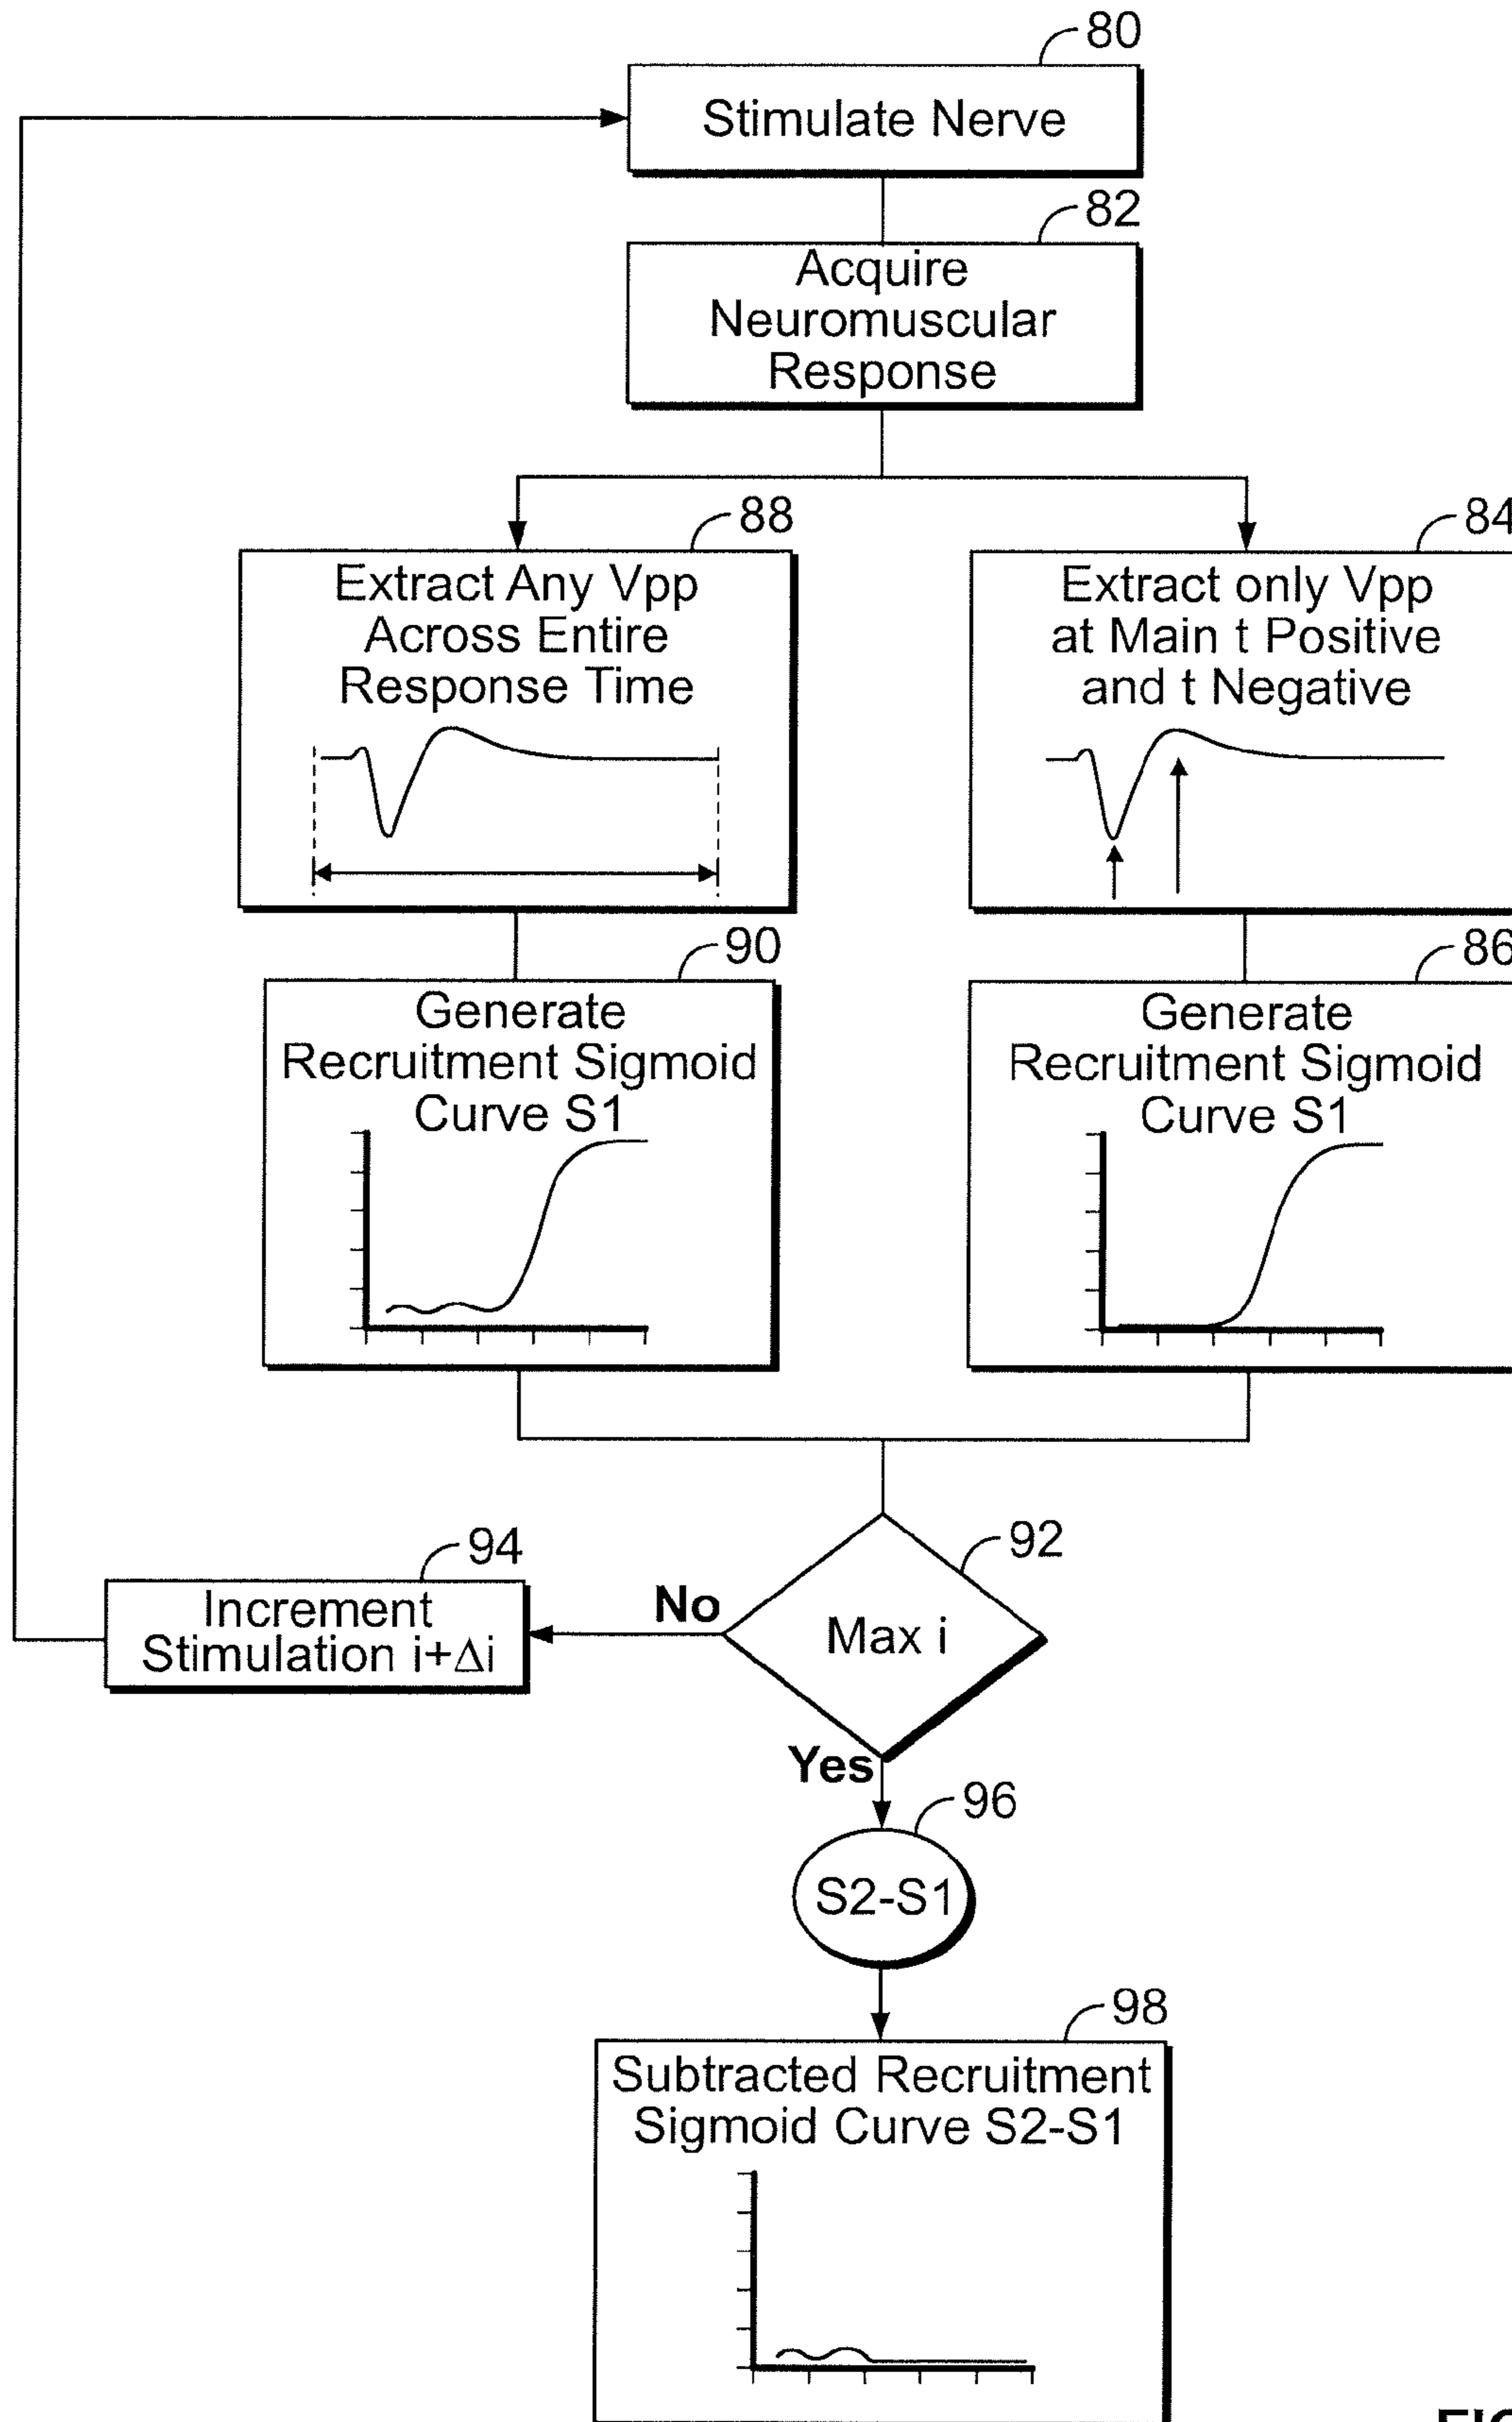 80
Stimulate Nerve
82
Acquire
Neuromuscular
Response
88
Extract Any Vpp
Across Entire
Response Time
84
Extract only Vpp
at Main t Positive
and t Negative
90
Generate
Recruitment Sigmoid
Curve S1
86
Generate
Recruitment Sigmoid
Curve S1
92
Max i
No
94
Increment
Stimulation i+Δi
Yes
96
S2-S1
98
Subtracted Recruitment
Sigmoid Curve S2-S1